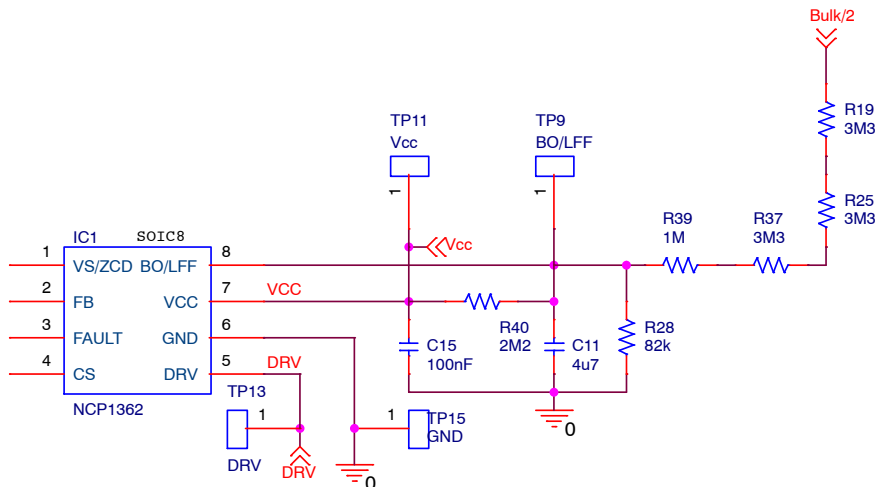 Bulk/2
R19
3M3
TP11
Vcc
TP9
BO/LFF
1
1
R25
3M3
R39
1M
R37
3M3
IC1
SOIC8
Vcc
1
VS/ZCD
BO/LFF
8
2
FB
VCC
7
VCC
3
FAULT
GND
6
4
CS
DRV
5
DRV
NCP1362
C15
100nF
R40
2M2
C11
4u7
R28
82k
TP13
1
DRV
DRV
1
TP15
GND
0
0